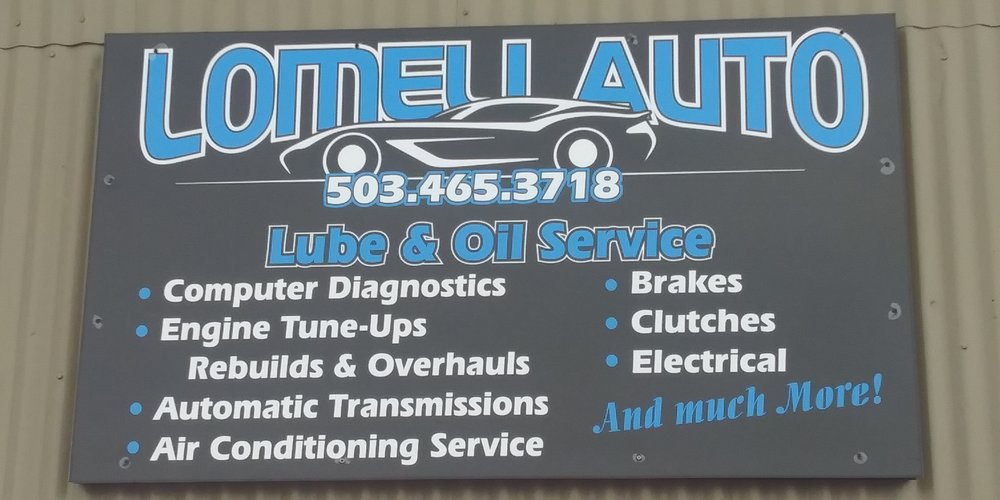 LOMELI AUTO
503.465.3718
Lube & Oil Service
• Computer Diagnostics
• Engine Tune-Ups
Rebuilds & Overhauls
• Automatic Transmissions
• Air Conditioning Service
• Brakes
• Clutches
• Electrical
And much More!